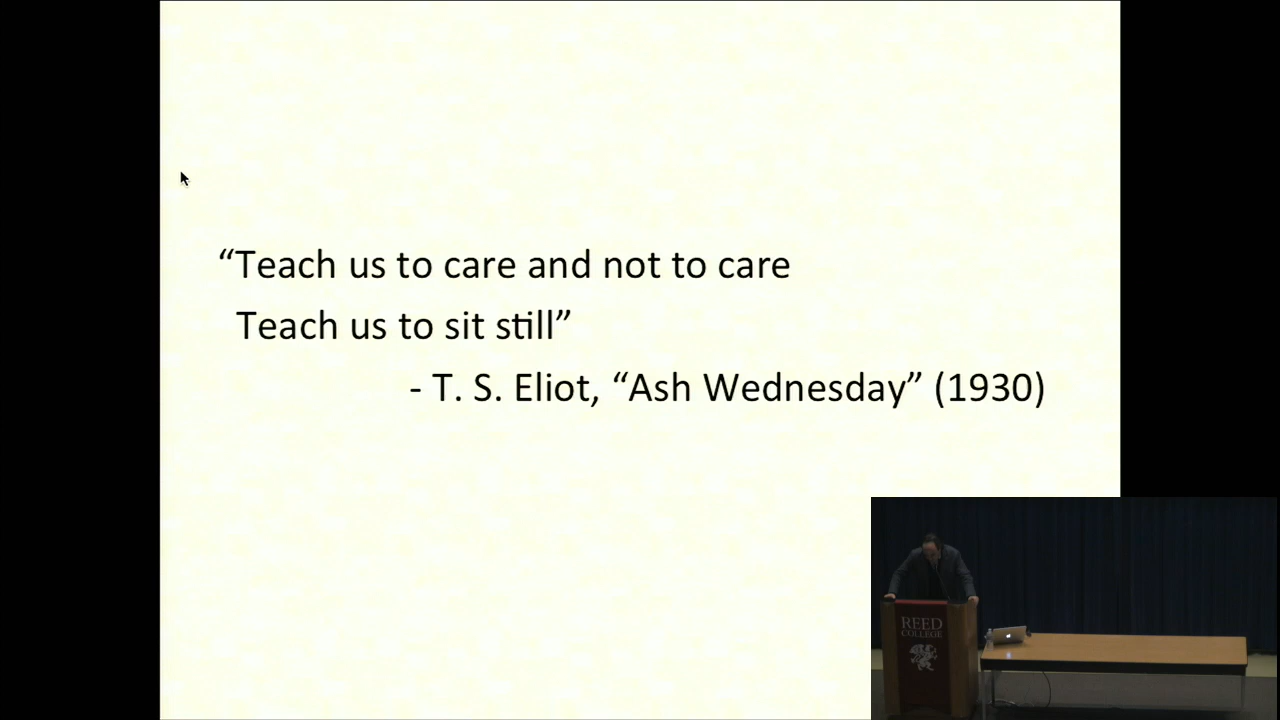 “Teach us to care and not to care
Teach us to sit still”
- T. S. Eliot, “Ash Wednesday” (1930)
REED
COLLEGE